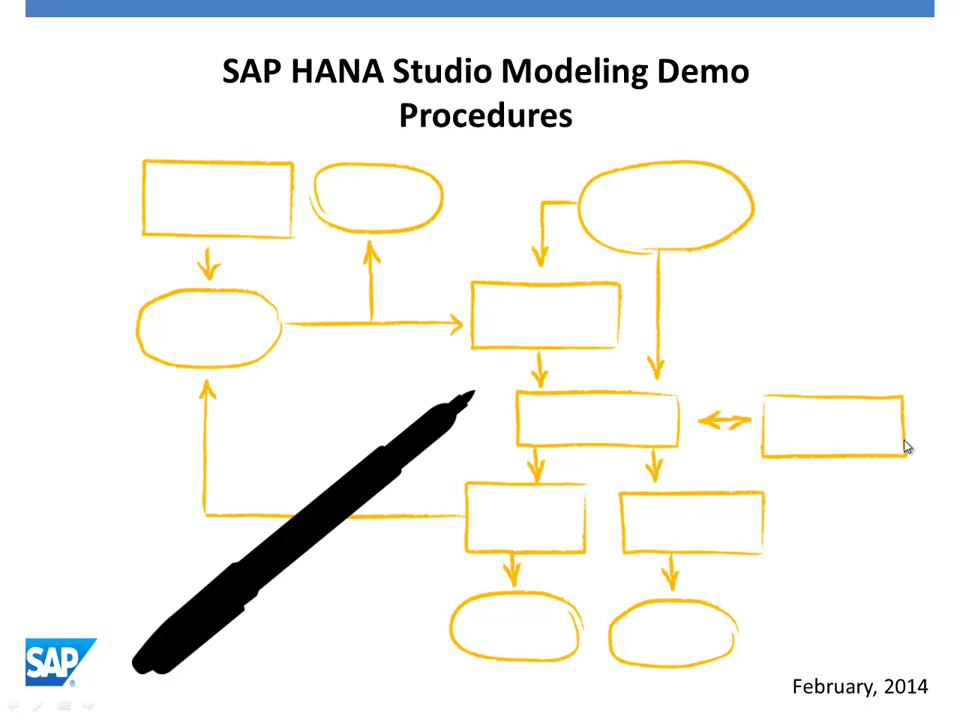 SAP HANA Studio Modeling Demo
Procedures
SAP
®
February, 2014